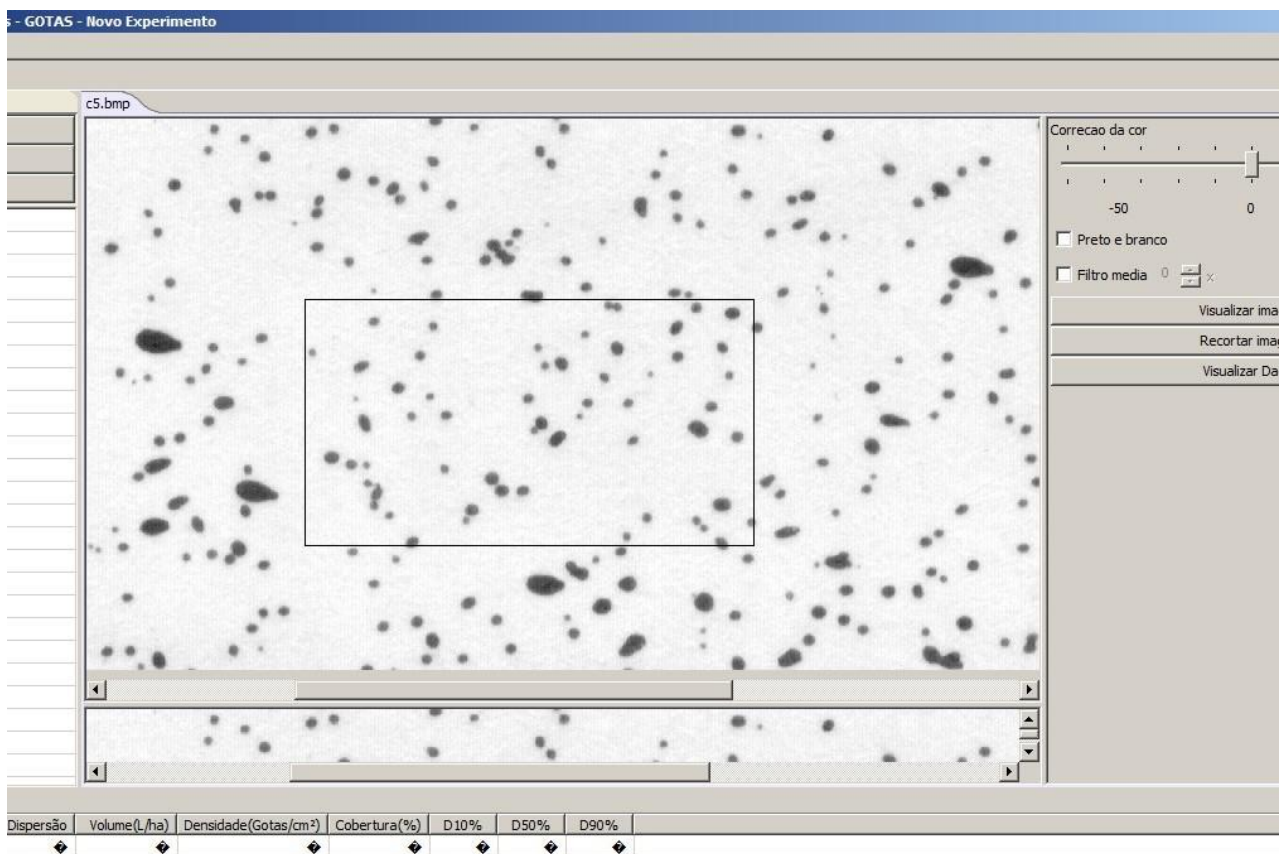 - GOTAS - Novo Experimento
c5.bmp
Correcao da cor
-50 0
Preto e branco
Filtro media 0 x
Visualizar ima
Recortar ima
Visualizar Da
Dispersão Volume(L/ha) Densidade(Gotas/cm²) Cobertura(%) D10% D50% D90%
� � � � � � �